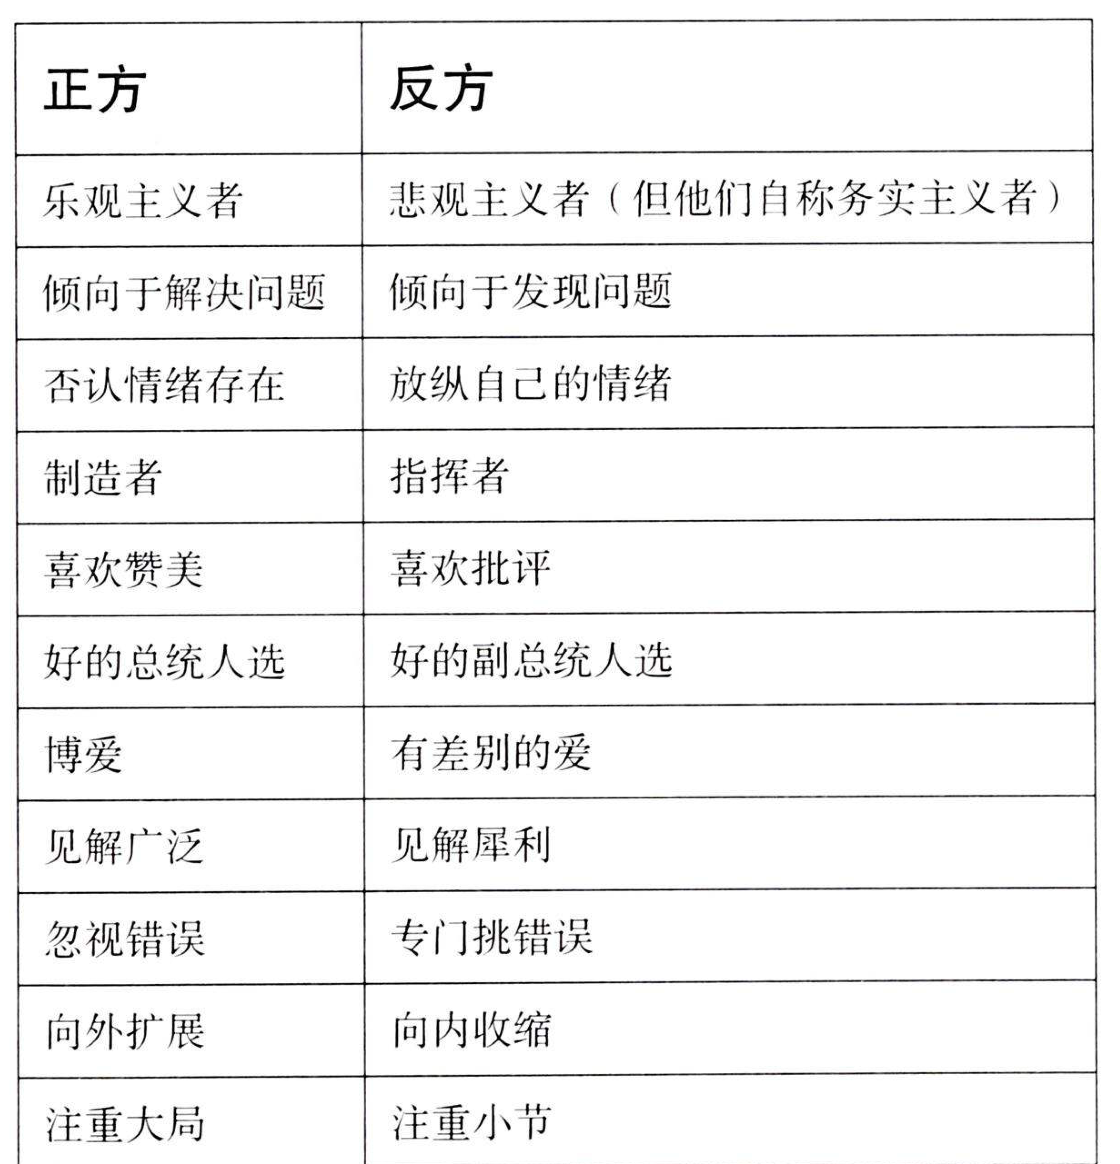 正方 反方
乐观主义者 悲观主义者（但他们自称务实主义者）
倾向于解决问题 倾向于发现问题
否认情绪存在 放纵自己的情绪
制造者 指挥者
喜欢赞美 喜欢批评
好的总统人选 好的副总统人选
博爱 有差别的爱
见解广泛 见解犀利
忽视错误 专门挑错误
向外扩展 向内收缩
注重大局 注重小节